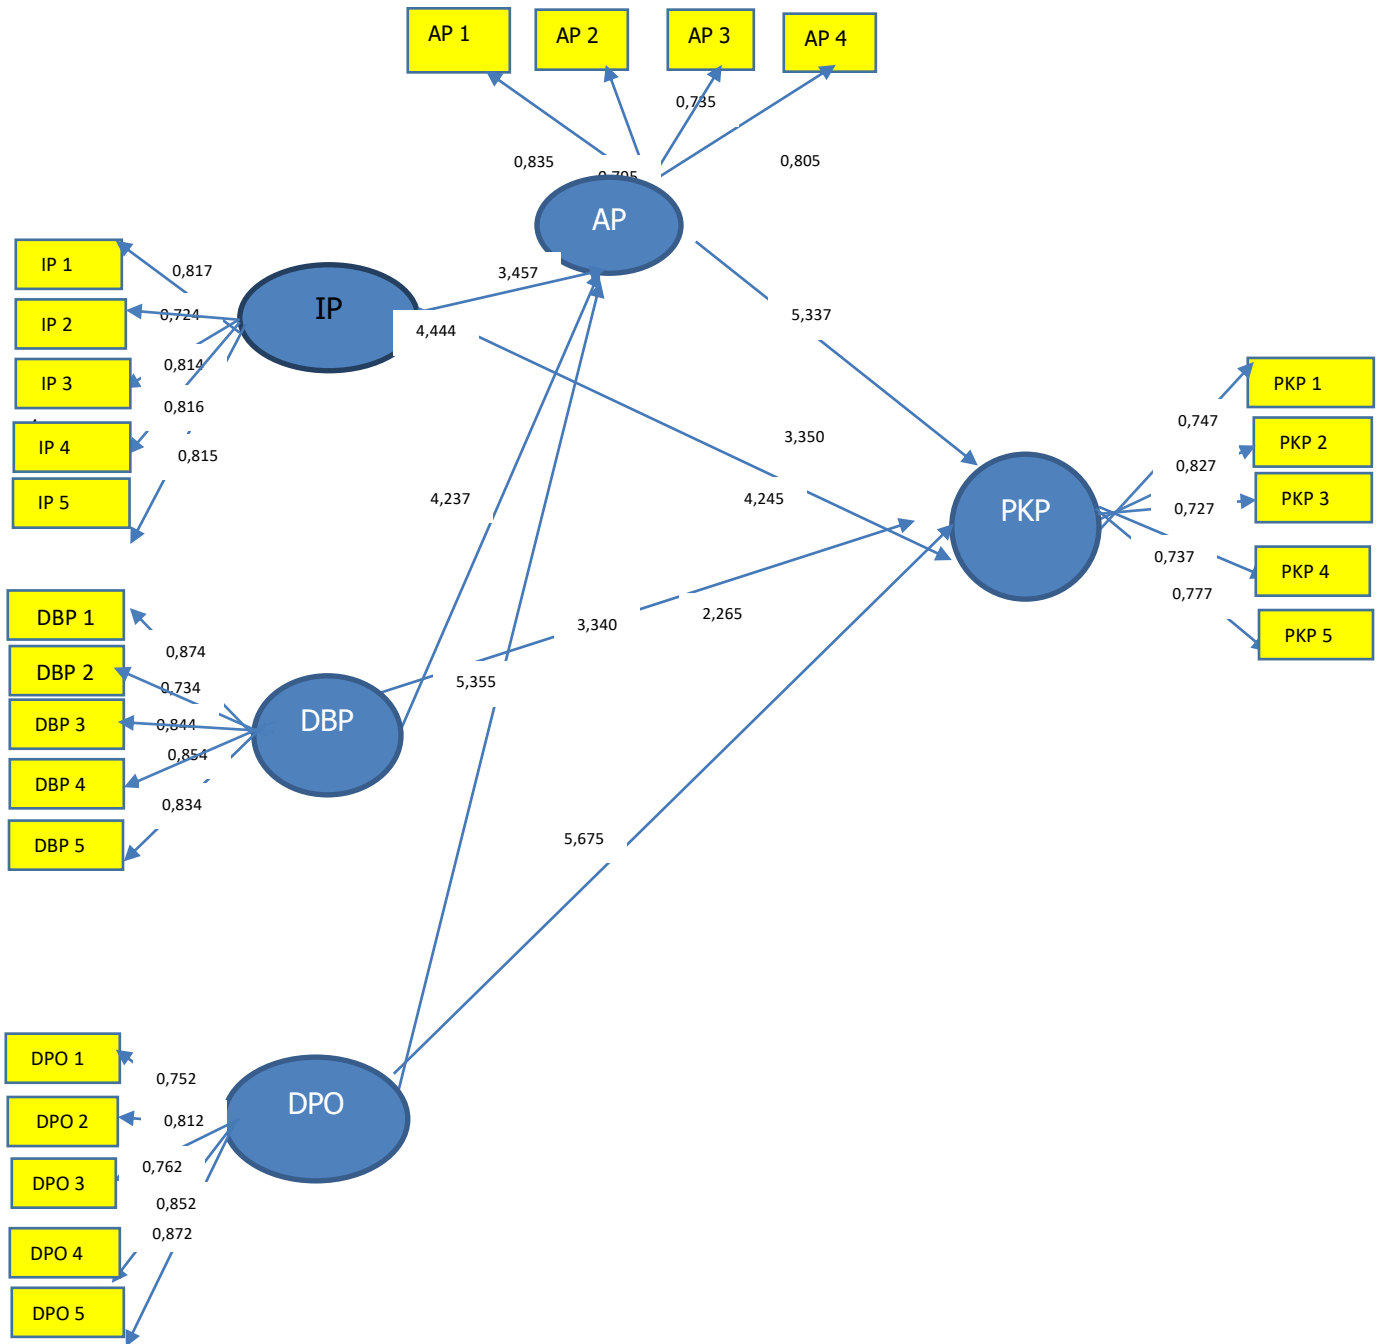 AP 1
AP 2
AP 3
AP 4
0,735
0,835
0,805
0,795
AP
IP 1
0,817
IP
3,457
IP 2
0,724
4,444
5,337
IP 3
0,814
PKP 1
IP 4
0,816
3,350
0,747
PKP 2
0,815
0,827
IP 5
4,237
4,245
PKP
0,727
PKP 3
0,737
PKP 4
0,777
DBP 1
3,340
2,265
PKP 5
0,874
DBP 2
0,734
5,355
DBP 3
0,844
DBP
0,854
DBP 4
0,834
DBP 5
5,675
DPO 1
0,752
DPO
DPO 2
0,812
0,762
DPO 3
0,852
0,872
DPO 4
DPO 5